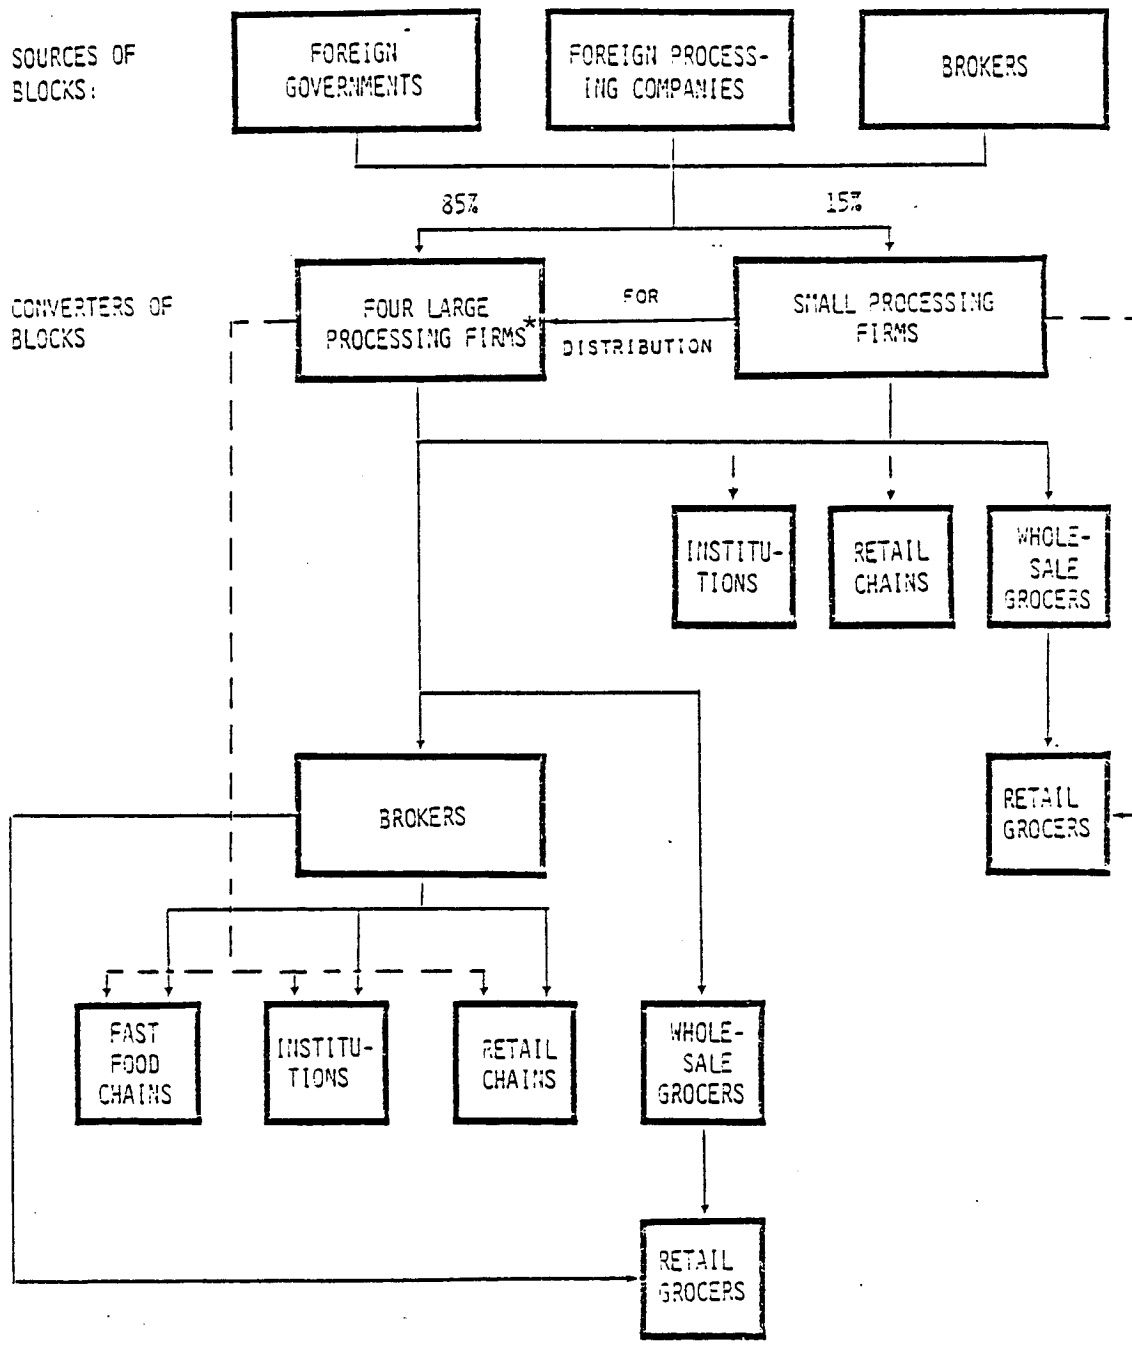 SOURCES OF
BLOCKS:
FOREIGN
GOVERNMENTS
FOREIGN PROCESS-
ING COMPANIES
BROKERS
85%
15%
CONVERTERS OF
BLOCKS
FOUR LARGE
PROCESSING FIRMS*
FOR
DISTRIBUTION
SMALL PROCESSING
FIRMS
INSTITU-
TIONS
RETAIL
CHAINS
WHOLE-
SALE
GROCERS
BROKERS
RETAIL
GROCERS
FAST
FOOD
CHAINS
INSTITU-
TIONS
RETAIL
CHAINS
WHOLE-
SALE
GROCERS
RETAIL
GROCERS